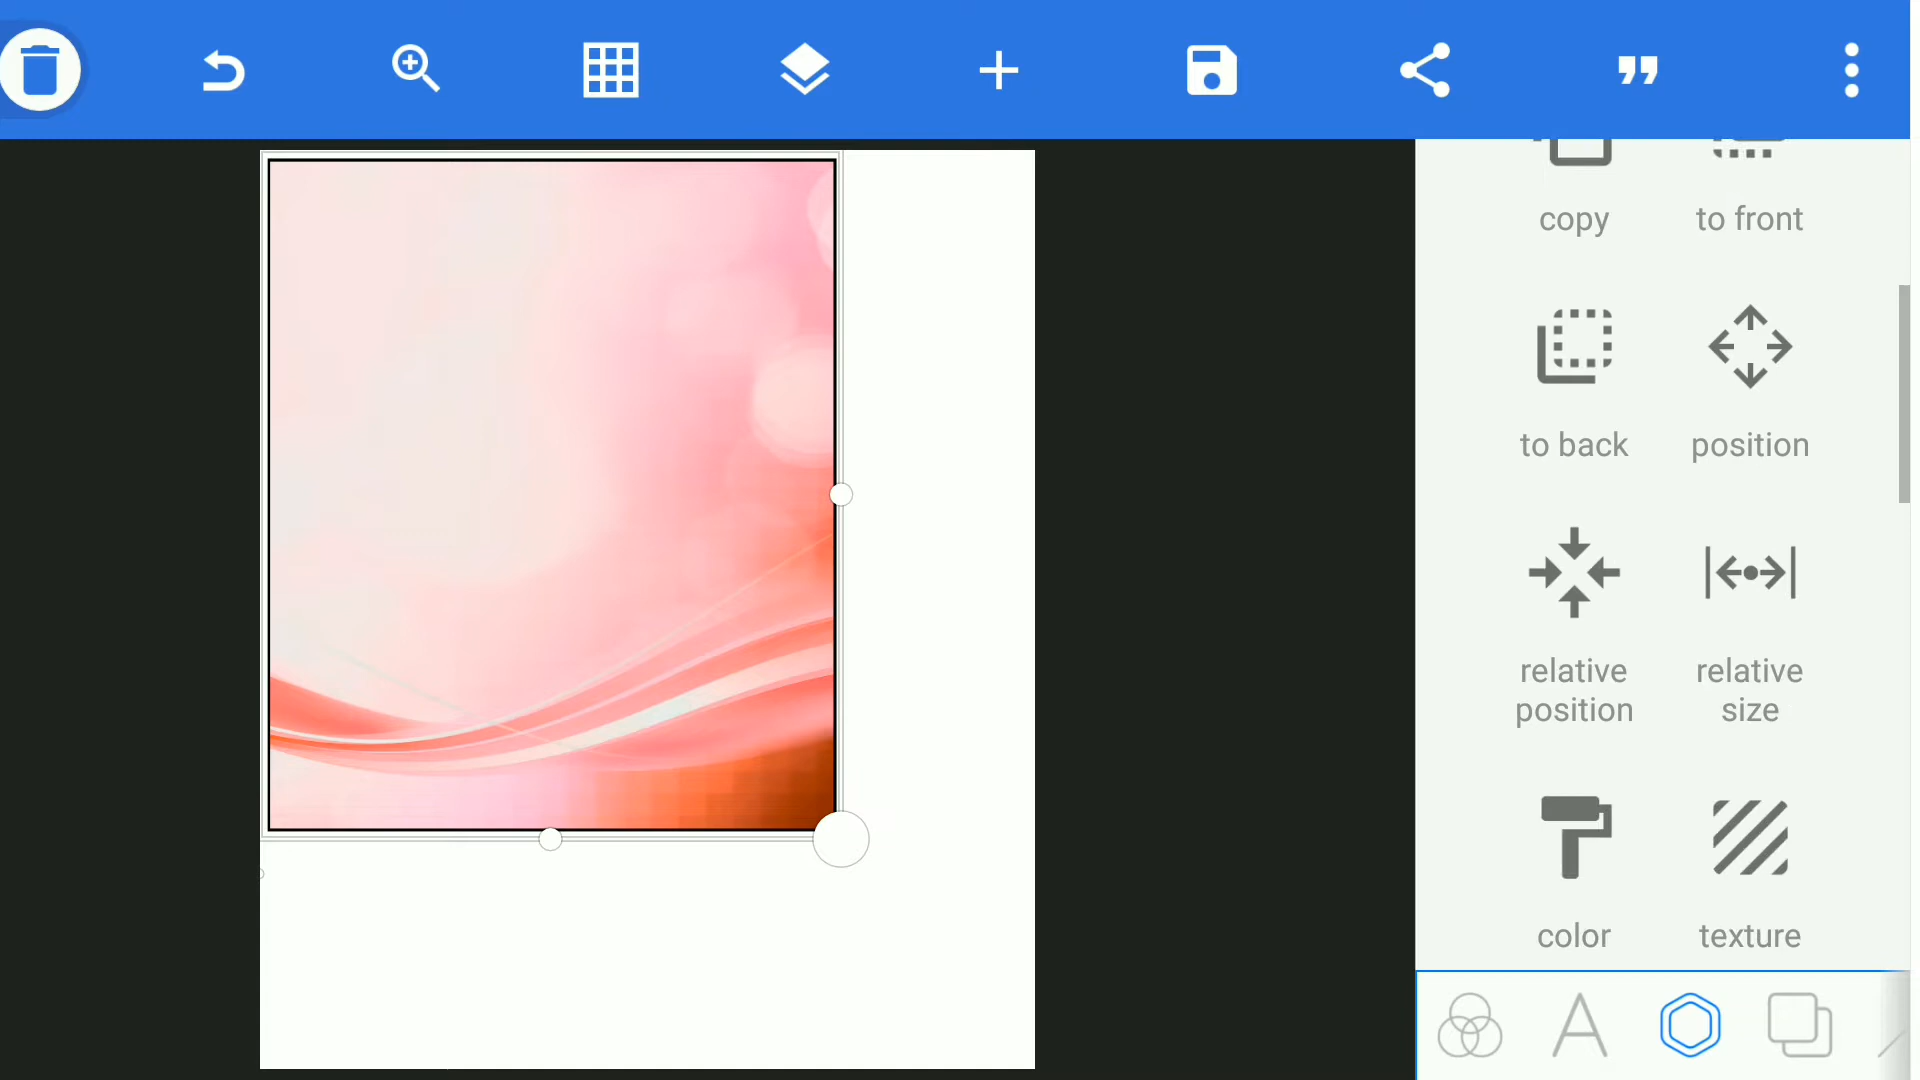 copy
to front
to back
position
relative
position
relative
size
color
texture